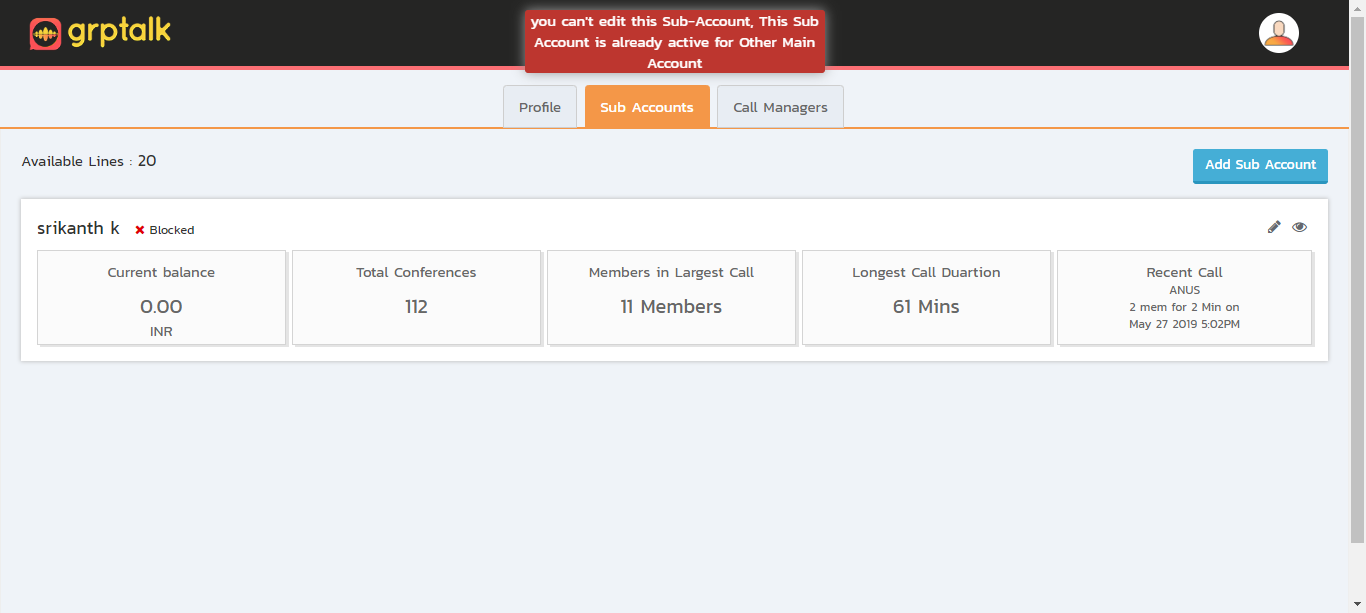 grptalk
you can't edit this Sub-Account, This Sub
Account is already active for Other Main
Account
Profile
Sub Accounts
Call Managers
Available Lines : 20
Add Sub Account
srikanth k
Blocked
Current balance
0.00
INR
Total Conferences
112
Members in Largest Call
11 Members
Longest Call Duartion
61 Mins
Recent Call
ANUS
2 mem for 2 Min on
May 27 2019 5:02PM